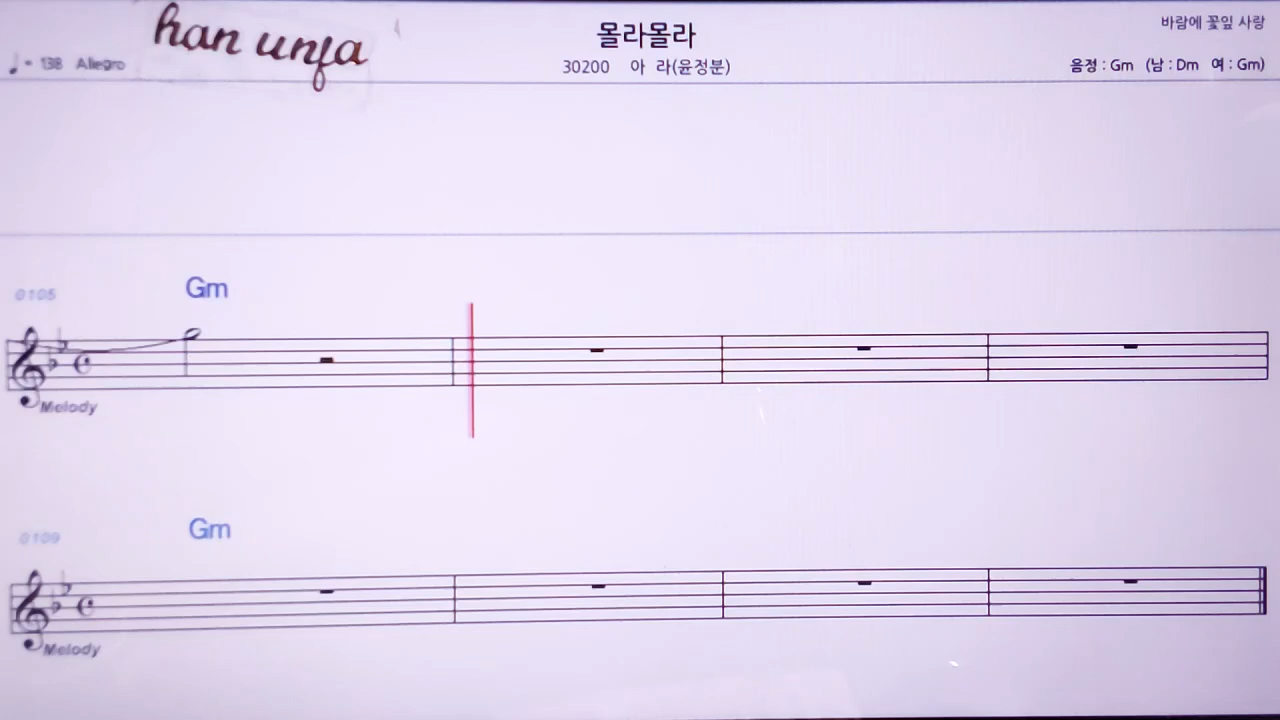 han unfa
몰라몰라
바람에 꽃잎 사랑
♩ = 138 Allegro
30200 아 라(윤정분)
음정 : Gm (남 : Dm 여 : Gm)
0105
Gm
Melody
0109
Gm
Melody